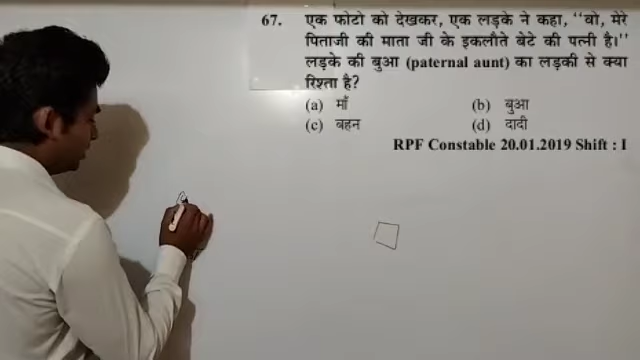 67. एक फोटो को देखकर, एक लड़के ने कहा, ''वो, मेरे
पिताजी की माता जी के इकलौते बेटे की पत्नी है।''
लड़के की बुआ (paternal aunt) का लड़की से क्या
रिश्ता है?
(a) माँ (b) बुआ
(c) बहन (d) दादी
RPF Constable 20.01.2019 Shift : I